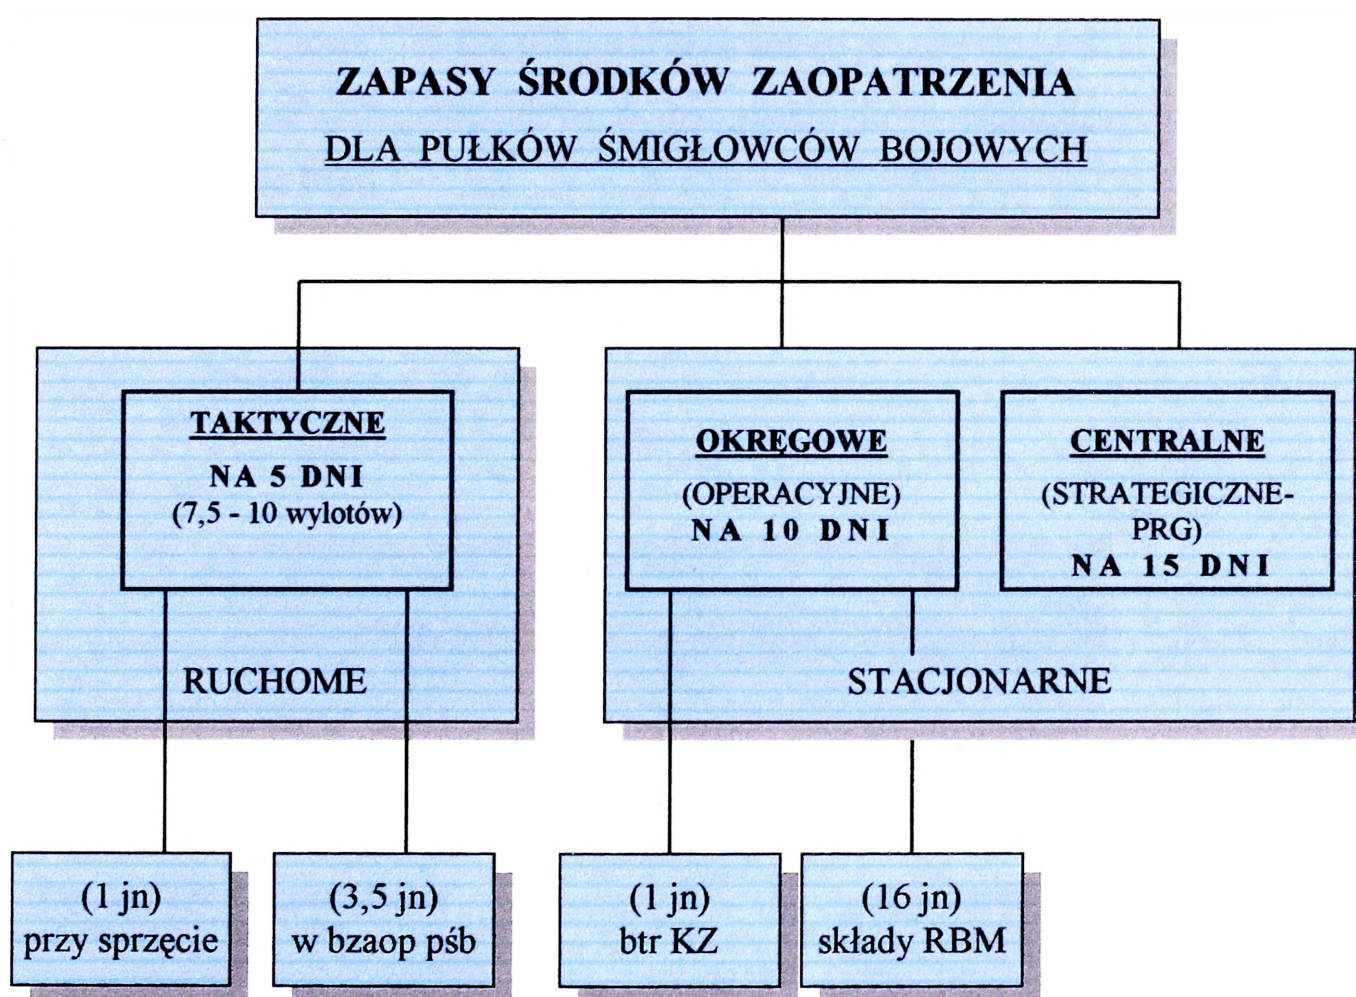 ZAPASY ŚRODKÓW ZAOPATRZENIA
DLA PUŁKÓW ŚMIGŁOWCÓW BOJOWYCH
TAKTYCZNE
NA 5 DNI
(7,5 - 10 wylotów)
RUCHOME
OKRĘGOWE
(OPERACYJNE)
NA 10 DNI
CENTRALNE
(STRATEGICZNE-
PRG)
NA 15 DNI
STACJONARNE
(1 jn)
przy sprzęcie
(3,5 jn)
w bzaop pśb
(1 jn)
btr KZ
(16 jn)
składy RBM